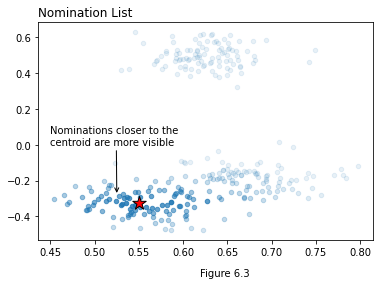 Nomination List
0.6
0.4
0.2
0.0
−0.2
−0.4
Nominations closer to the
centroid are more visible
0.45 0.50 0.55 0.60 0.65 0.70 0.75 0.80
Figure 6.3